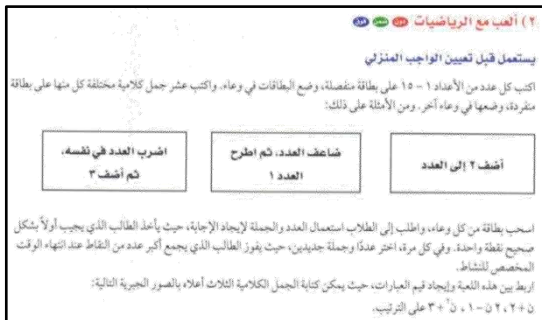 ٢) ألعب مع الرياضيات دون ضمن فوق
يستعمل قبل تعيين الواجب المنزلي
اكتب كل عدد من الأعداد ١ – ١٥ على بطاقة منفصلة، وضع البطاقات في وعاء، واكتب عشر جمل كلامية مختلفة كل منها على بطاقة
منفردة، وضعها في وعاء آخر. ومن الأمثلة على ذلك:
أضف ٢ إلى العدد
ضاعف العدد، ثم اطرح
العدد ١
اضرب العدد في نفسه،
ثم أضف ٣
اسحب بطاقة من كل وعاء، واطلب إلى الطلاب استعمال العدد والجملة لإيجاد الإجابة، حيث يأخذ الطالب الذي يجيب أولاً بشكل
صحيح نقطة واحدة. وفي كل مرة، اختر عددًا وجملة جديدين، حيث يفوز الطالب الذي يجمع أكبر عدد من النقاط عند انتهاء الوقت
المخصص للنشاط.
اربط بين هذه اللعبة وإيجاد قيم العبارات، حيث يمكن كتابة الجمل الكلامية الثلاث أعلاه بالصور الجبرية التالية:
ن + ٢، ٢ن – ١، ن٢ + ٣ على الترتيب.